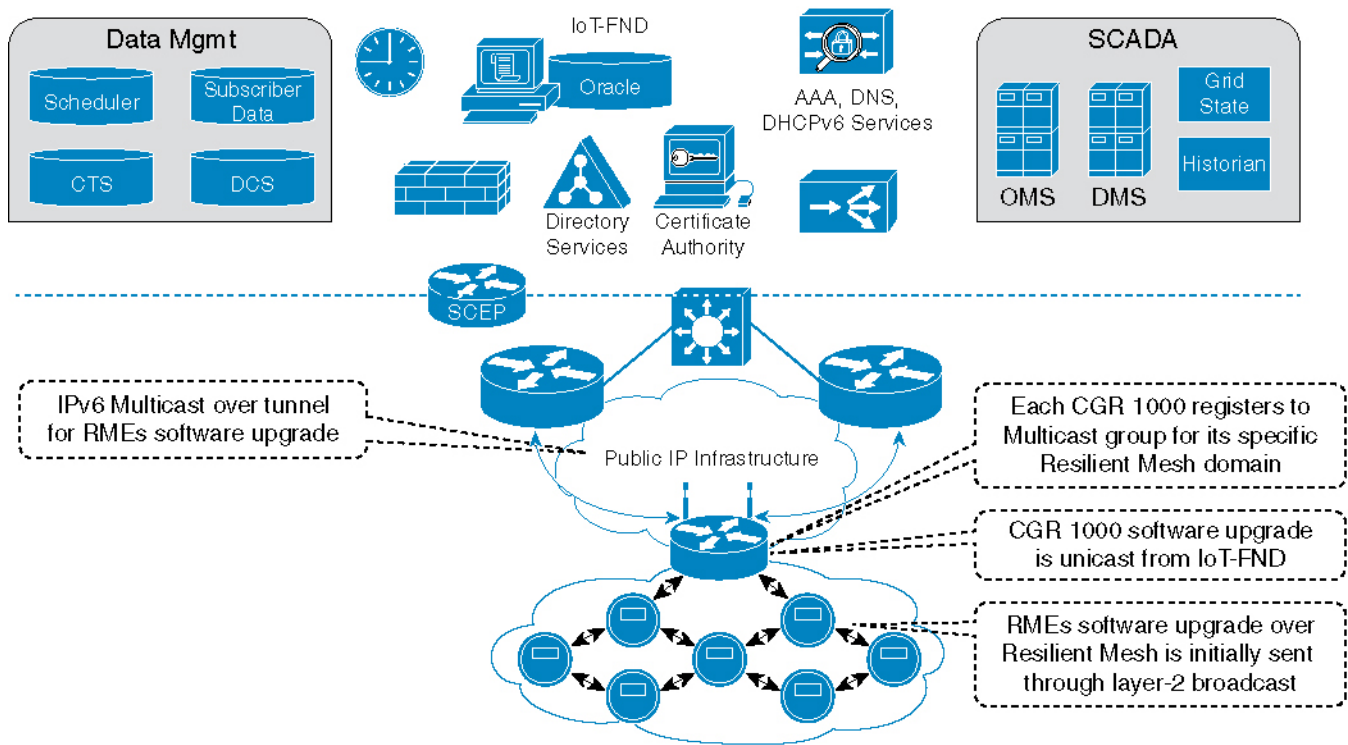 Data Mgmt
Scheduler
Subscriber
Data
CTS
DCS
IoT-FND
Oracle
AAA, DNS,
DHCPv6 Services
Directory
Services
Certificate
Authority
SCADA
Grid
State
Historian
OMS
DMS
SCEP
IPv6 Multicast over tunnel
for RMEs software upgrade
Public IP Infrastructure
Each CGR 1000 registers to
Multicast group for its specific
Resilient Mesh domain
CGR 1000 software upgrade
is unicast from IoT-FND
RMEs software upgrade over
Resilient Mesh is initially sent
through layer-2 broadcast